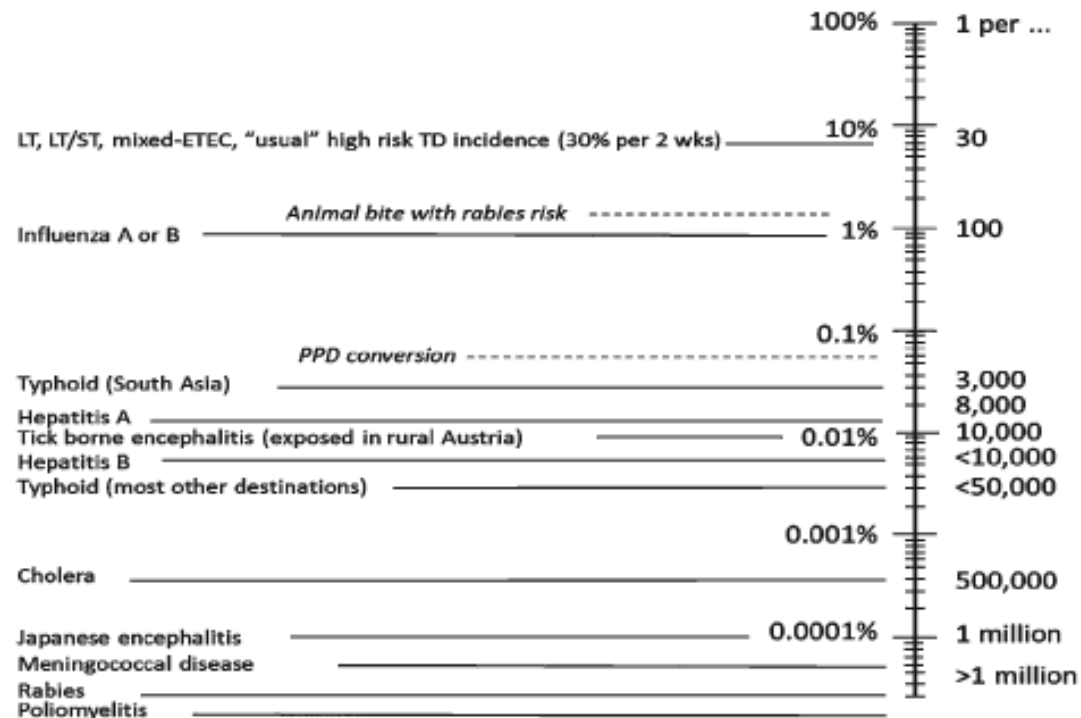 100% 1 per ...
LT, LT/ST, mixed-ETEC, “usual” high risk TD incidence (30% per 2 wks) 10% 30
Animal bite with rabies risk
Influenza A or B 1% 100
0.1%
PPD conversion
Typhoid (South Asia) 3,000
Hepatitis A 8,000
Tick borne encephalitis (exposed in rural Austria) 0.01% 10,000
Hepatitis B <10,000
Typhoid (most other destinations) <50,000
0.001%
Cholera 500,000
Japanese encephalitis 0.0001% 1 million
Meningococcal disease >1 million
Rabies
Poliomyelitis